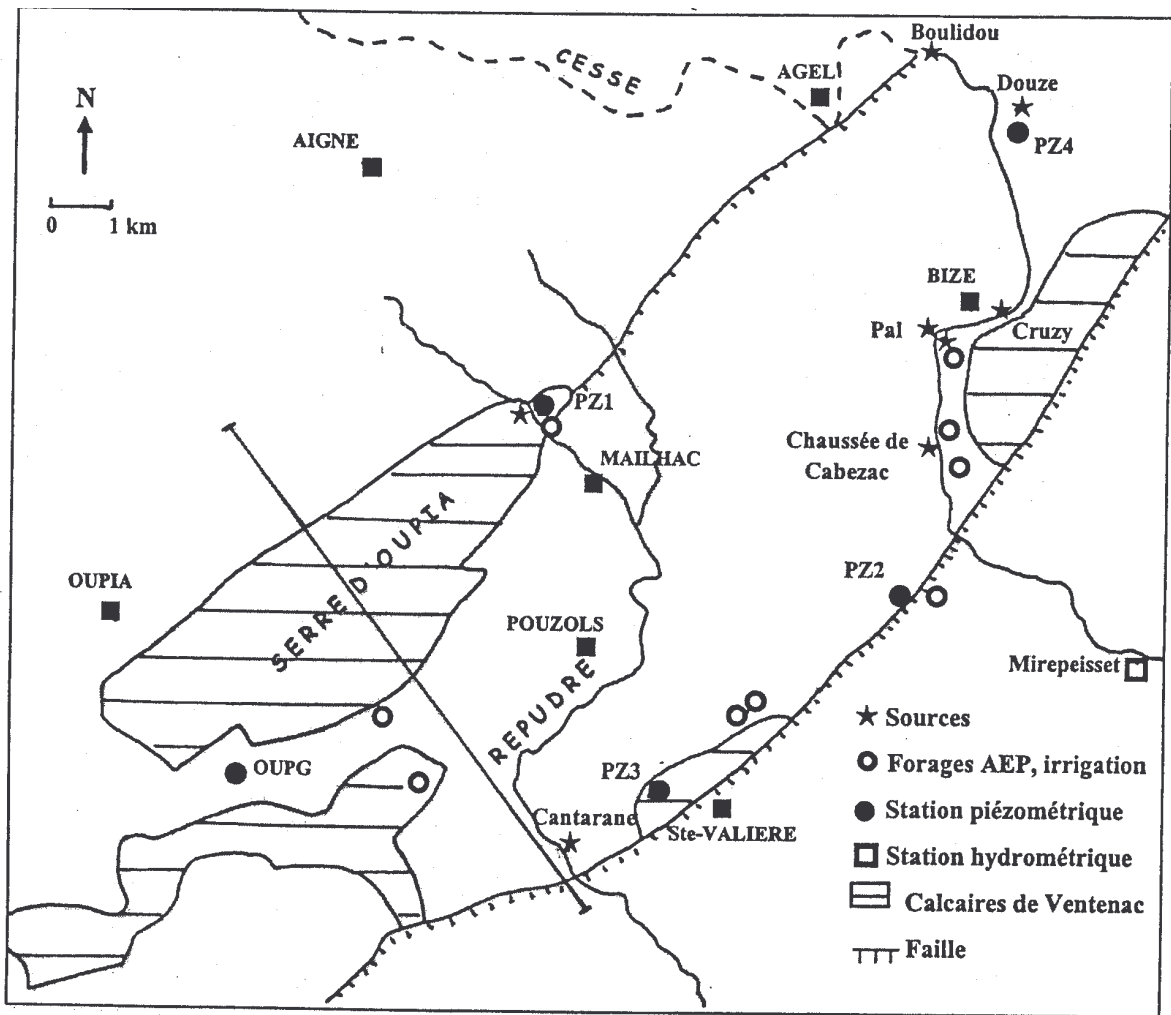 Boulidou
CESSE
AGEL
Douze
N
PZ4
AIGNE
0 1 km
BIZE
Pal
Cruzy
PZ1
Chaussée de
Cabezac
MAILHAC
SERRE D'OUPIA
OUPIA
PZ2
POUZOLS
Mirepeisset
REPUDRE
Sources
OUPG
PZ3
Forages AEP, irrigation
Cantarane
Ste-VALIERE
Station piézométrique
Station hydrométrique
Calcaires de Ventenac
Faille